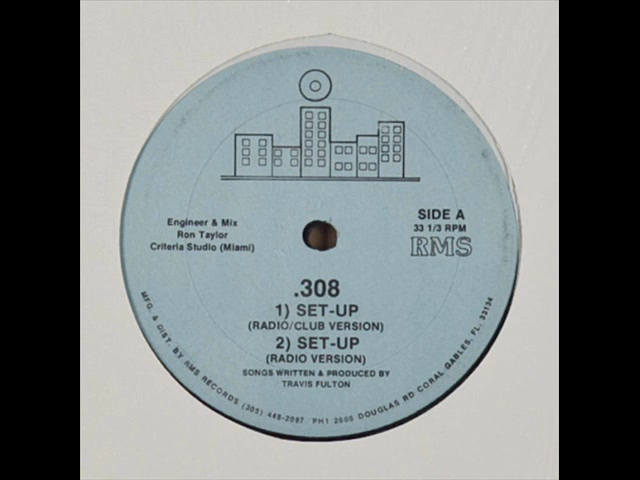 Engineer & Mix
Ron Taylor
Criteria Studio (Miami)
SIDE A
33 1/3 RPM
RMS
.308
1) SET-UP
(RADIO/CLUB VERSION)
2) SET-UP
(RADIO VERSION)
SONGS WRITTEN & PRODUCED BY
TRAVIS FULTON
MFG. & DIST. BY RMS RECORDS (305) 448-2087 PH1 2600 DOUGLAS RD CORAL GABLES, FL. 33134